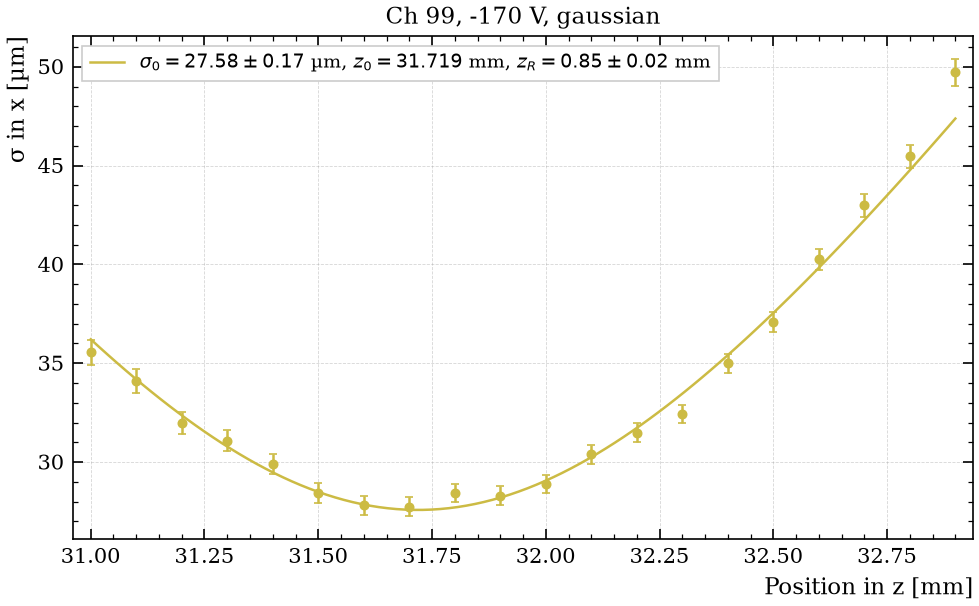 Ch 99, -170 V, gaussian
σ₀ = 27.58 ± 0.17 µm, z₀ = 31.719 mm, z_R = 0.85 ± 0.02 mm
σ in x [µm]
50
45
40
35
30
31.00 31.25 31.50 31.75 32.00 32.25 32.50 32.75
Position in z [mm]